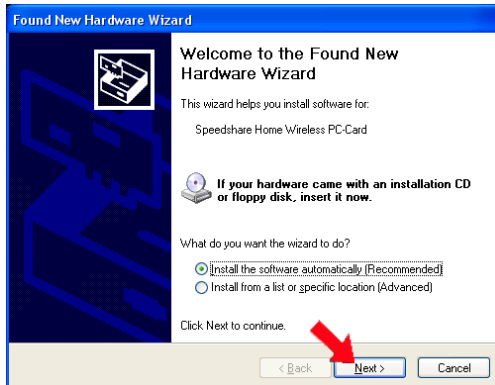 Found New Hardware Wizard
Welcome to the Found New
Hardware Wizard
This wizard helps you install software for:
Speedshare Home Wireless PC-Card
If your hardware came with an installation CD
or floppy disk, insert it now.
What do you want the wizard to do?
Install the software automatically (Recommended)
Install from a list or specific location (Advanced)
Click Next to continue.
< Back
Next >
Cancel